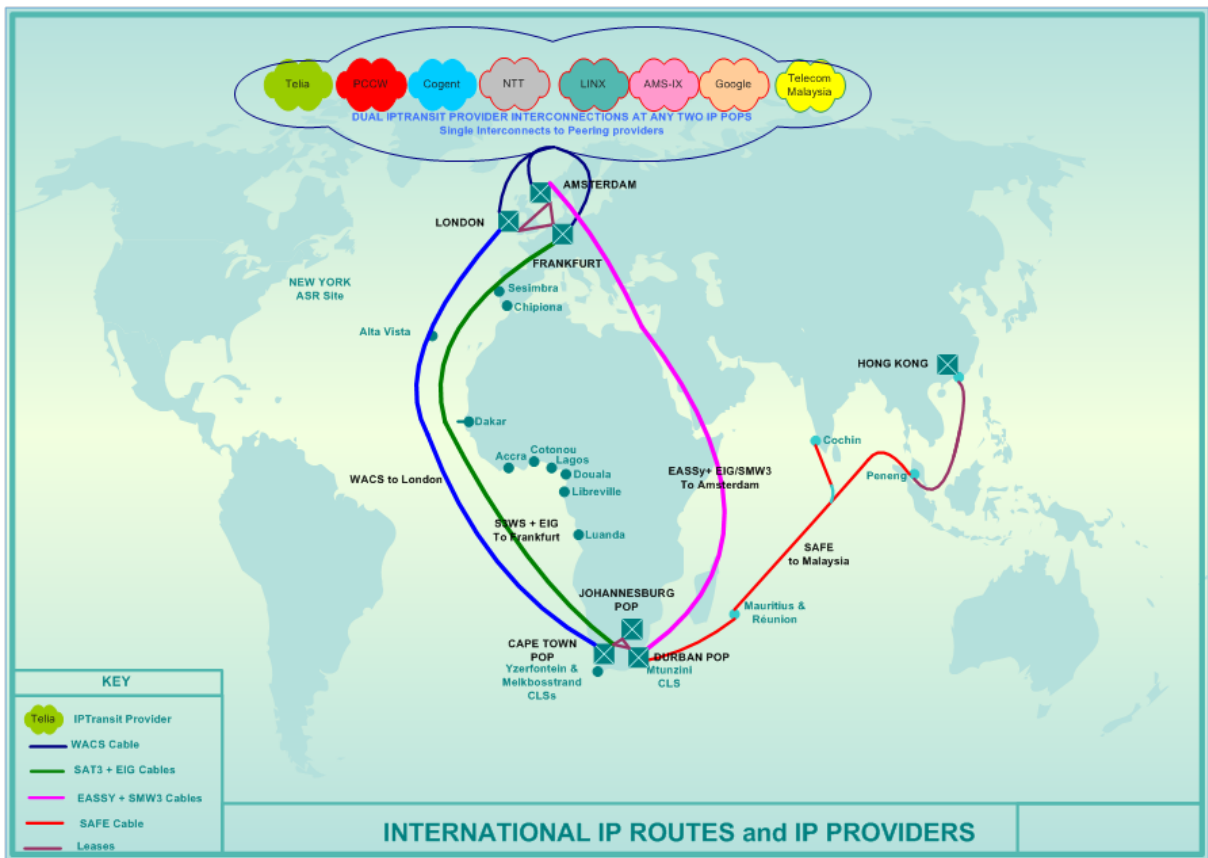 Telia
PCCW
Cogent
NTT
LINX
AMS-IX
Google
Telecom
Malaysia
DUAL IPTRANSIT PROVIDER INTERCONNECTIONS AT ANY TWO IP POPS
Single Interconnects to Peering providers
AMSTERDAM
LONDON
FRANKFURT
NEW YORK
ASR Site
Sesimbra
Chipiona
Alta Vista
HONG KONG
Dakar
Cochin
Accra
Cotonou
Lagos
Douala
Libreville
WACS to London
EASSy+ EIG/SMW3
To Amsterdam
Peneng
S3WS + EIG
To Frankfurt
Luanda
SAFE
to Malaysia
JOHANNESBURG
POP
Mauritius &
Réunion
CAPE TOWN
POP
Yzerfontein &
Melkbosstrand
CLSs
DURBAN POP
Mtunzini
CLS
KEY
Telia
IPTransit Provider
WACS Cable
SAT3 + EIG Cables
EASSY + SMW3 Cables
SAFE Cable
Leases
INTERNATIONAL IP ROUTES and IP PROVIDERS